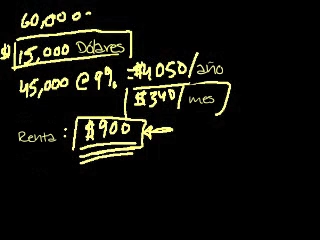 60,000-
$ 15,000 Dólares
45,000 @ 9% = $4050/año
$340/mes
Renta: $900